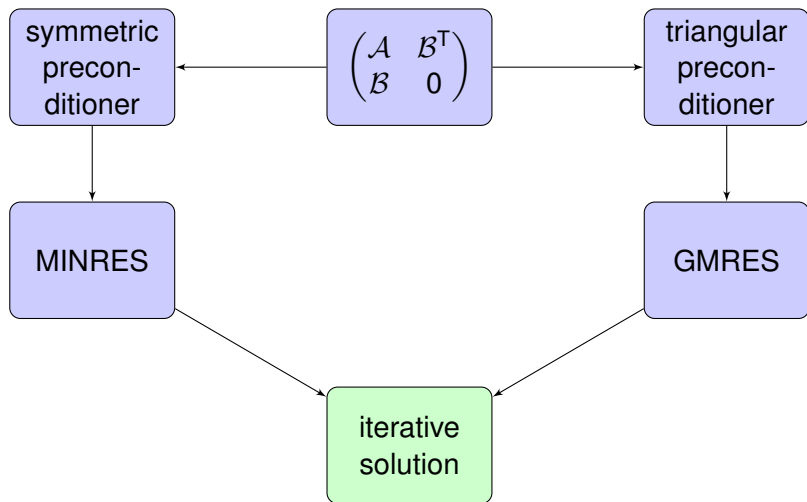 symmetric
precon-
ditioner
𝒜 ℬᵀ
ℬ 0
triangular
precon-
ditioner
MINRES
GMRES
iterative
solution